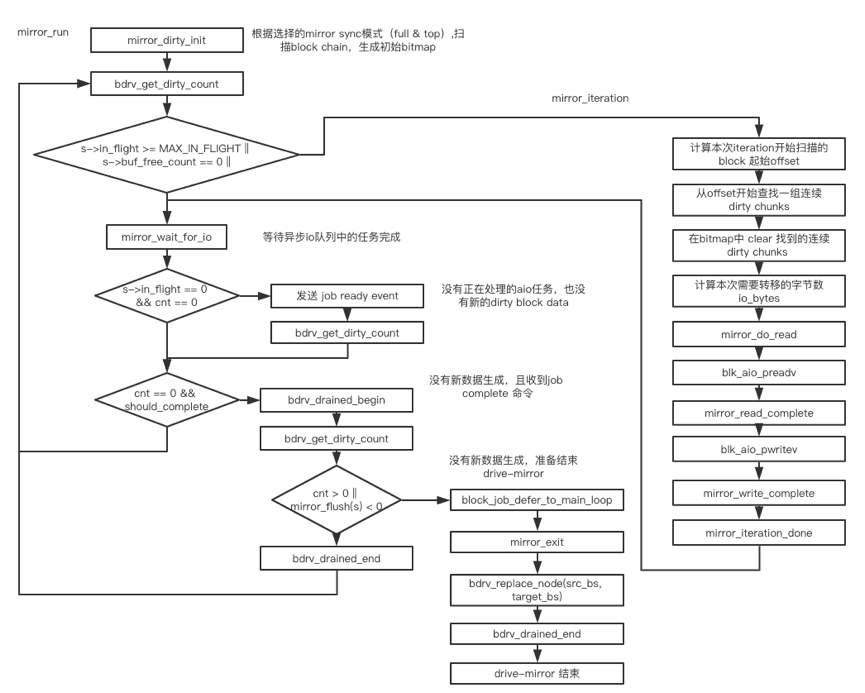 mirror_run
mirror_dirty_init
根据选择的mirror sync模式（full & top）,扫
描block chain，生成初始bitmap
bdrv_get_dirty_count
s->in_flight >= MAX_IN_FLIGHT ||
s->buf_free_count == 0 ||
mirror_wait_for_io
等待异步io队列中的任务完成
s->in_flight == 0
&& cnt == 0
发送 job ready event
没有正在处理的aio任务，也没
有新的dirty block data
bdrv_get_dirty_count
cnt == 0 &&
should_complete
没有新数据生成，且收到job
complete 命令
bdrv_drained_begin
bdrv_get_dirty_count
cnt > 0 ||
mirror_flush(s) < 0
没有新数据生成，准备结束
drive-mirror
bdrv_drained_end
block_job_defer_to_main_loop
mirror_exit
bdrv_replace_node(src_bs,
target_bs)
bdrv_drained_end
drive-mirror 结束
mirror_iteration
计算本次iteration开始扫描的
block 起始offset
从offset开始查找一组连续
dirty chunks
在bitmap中 clear 找到的连续
dirty chunks
计算本次需要转移的字节数
io_bytes
mirror_do_read
blk_aio_preadv
mirror_read_complete
blk_aio_pwritev
mirror_write_complete
mirror_iteration_done